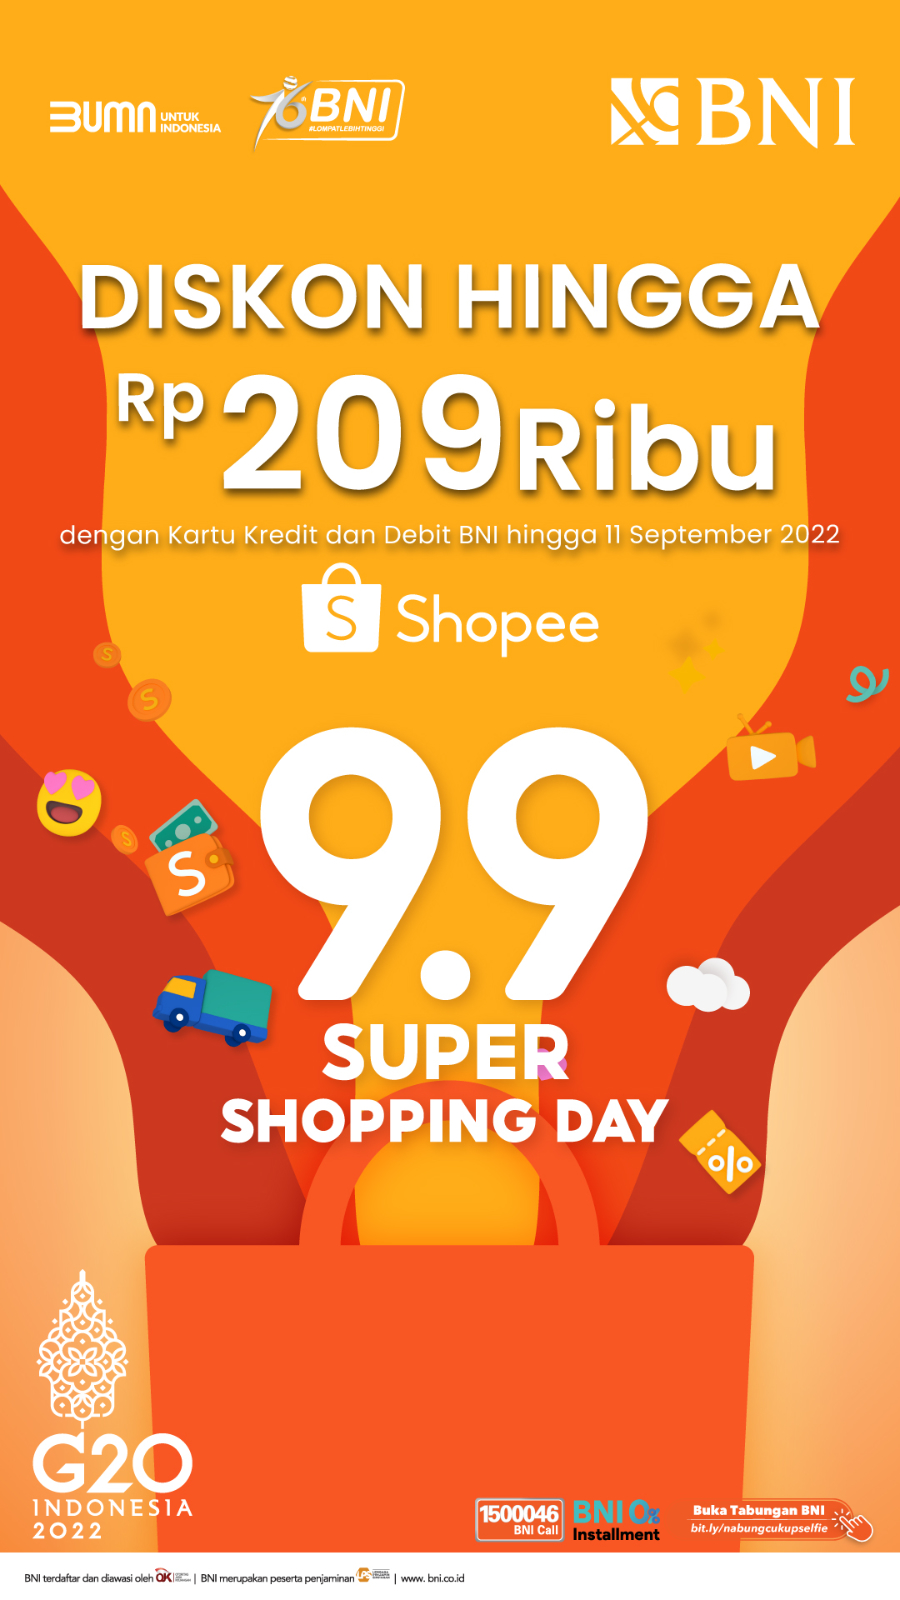 BUMN UNTUK INDONESIA
76 BNI
#LOMPATLEBIHTINGGI
BNI
DISKON HINGGA
Rp 209 Ribu
dengan Kartu Kredit dan Debit BNI hingga 11 September 2022
S Shopee
S
S
S
S
9.9
SUPER
SHOPPING DAY
%
G20
INDONESIA
2022
1500046
BNI Call
BNI 0%
Installment
Buka Tabungan BNI
bit.ly/nabungcukupselfie
BNI terdaftar dan diawasi oleh OJK | BNI merupakan peserta penjaminan LPS | www. bni.co.id